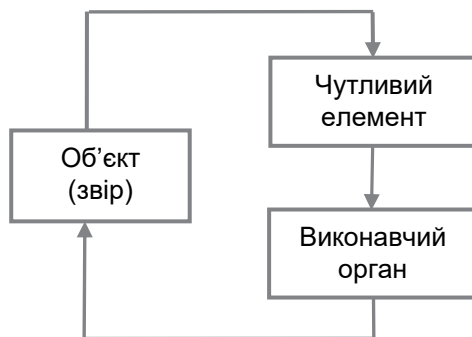 Чутливий
елемент
Об’єкт
(звір)
Виконавчий
орган